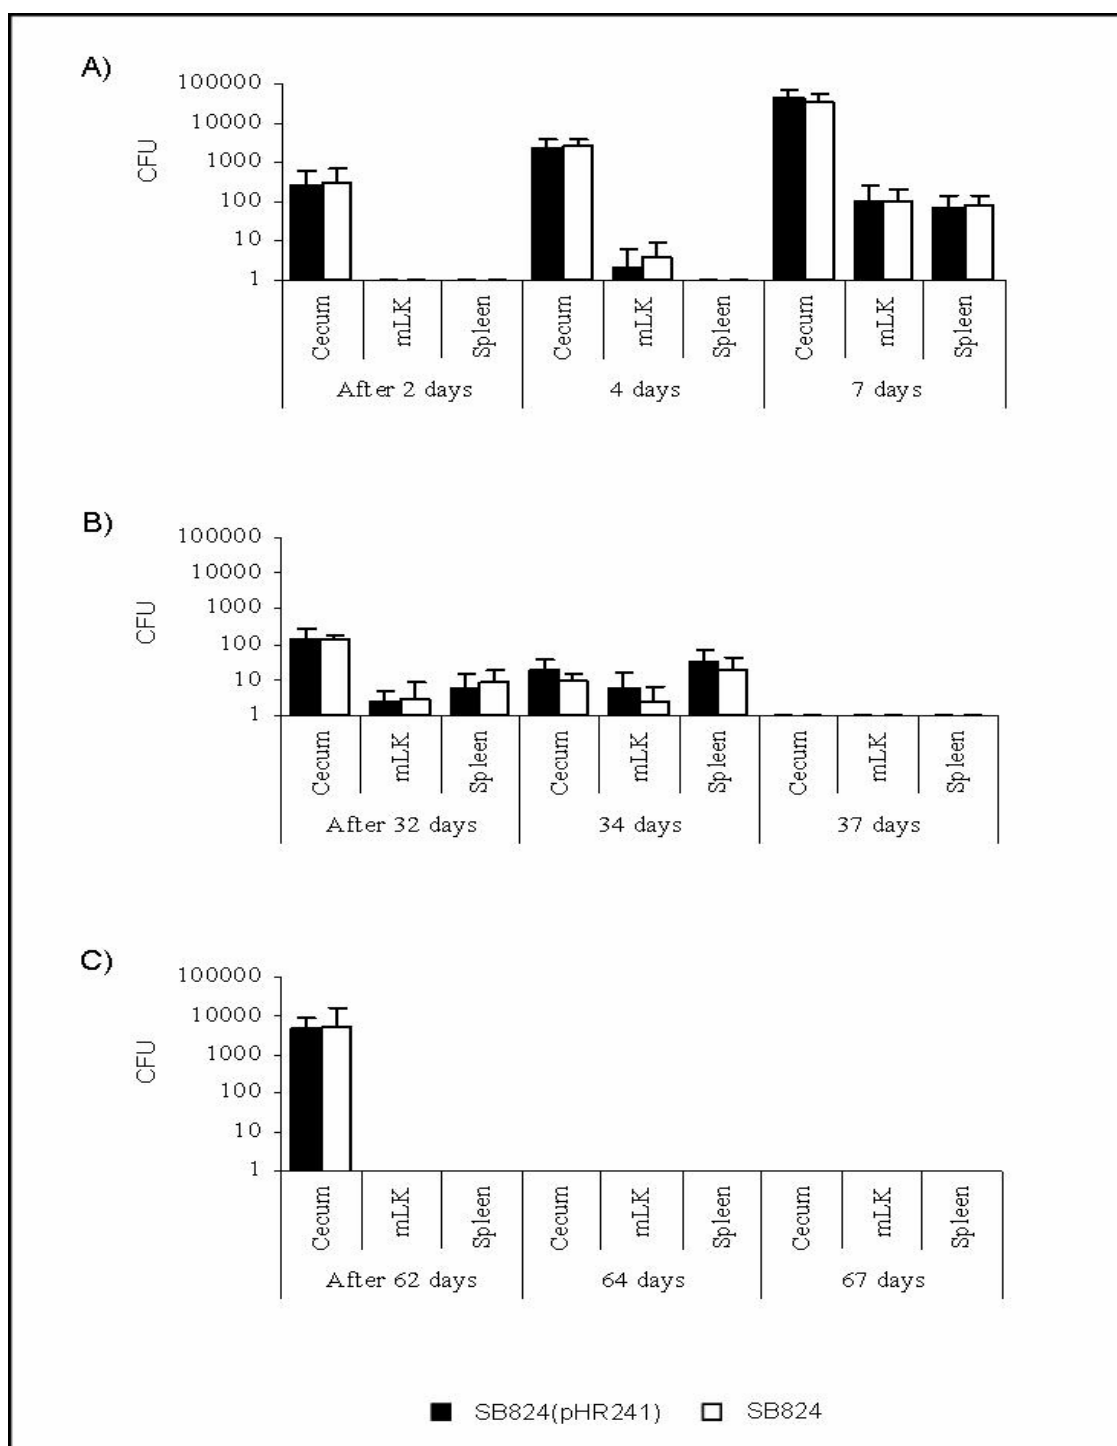 A)
100000
10000
1000
100
10
1
CFU
Cecum
mLK
Spleen
Cecum
mLK
Spleen
Cecum
mLK
Spleen
After 2 days
4 days
7 days
B)
100000
10000
1000
100
10
1
CFU
Cecum
mLK
Spleen
Cecum
mLK
Spleen
Cecum
mLK
Spleen
After 32 days
34 days
37 days
C)
100000
10000
1000
100
10
1
CFU
Cecum
mLK
Spleen
Cecum
mLK
Spleen
Cecum
mLK
Spleen
After 62 days
64 days
67 days
SB824(pHR241) SB824